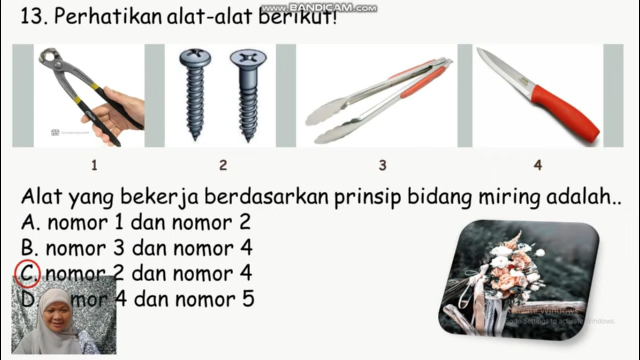 www.BANDICAM.com
13. Perhatikan alat-alat berikut!
1
2
3
4
Alat yang bekerja berdasarkan prinsip bidang miring adalah..
A. nomor 1 dan nomor 2
B. nomor 3 dan nomor 4
C. nomor 2 dan nomor 4
D. nomor 4 dan nomor 5